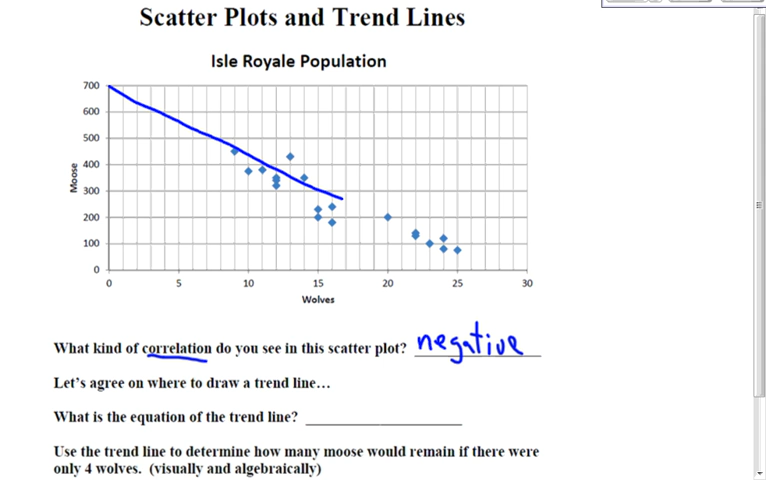 Scatter Plots and Trend Lines
Isle Royale Population
700
600
500
400
300
200
100
0
Moose
0 5 10 15 20 25 30
Wolves
What kind of correlation do you see in this scatter plot? negative
Let's agree on where to draw a trend line…
What is the equation of the trend line?
Use the trend line to determine how many moose would remain if there were
only 4 wolves. (visually and algebraically)